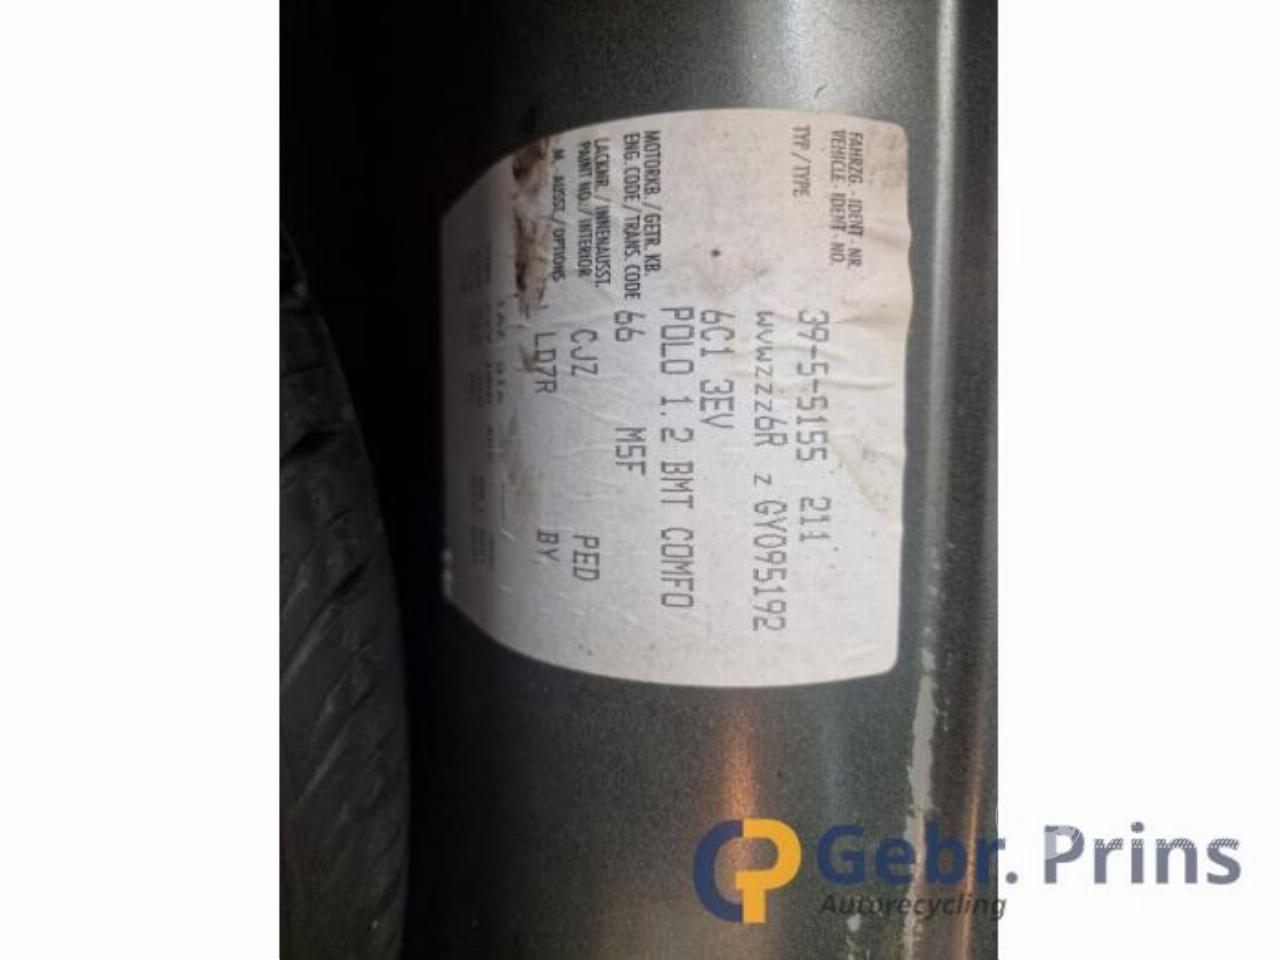 39-5-5155 211
FAHRZG. - IDENT - NR.
VEHICLE - IDENT - NO.
WVWZZZ6R Z GY095192
TYP / TYPE
6C1 3EV
POLO 1.2 BMT COMFO
66 M5F
MOTORKB. / GETR. KB.
ENG. CODE / TRANS. CODE
CJZ PED
LACKNR. / INNENAUSST.
PAINT NO. / INTERIOR
LD7R BY
M. - AUSST. / OPTIONS
Gebr. Prins
Autorecycling